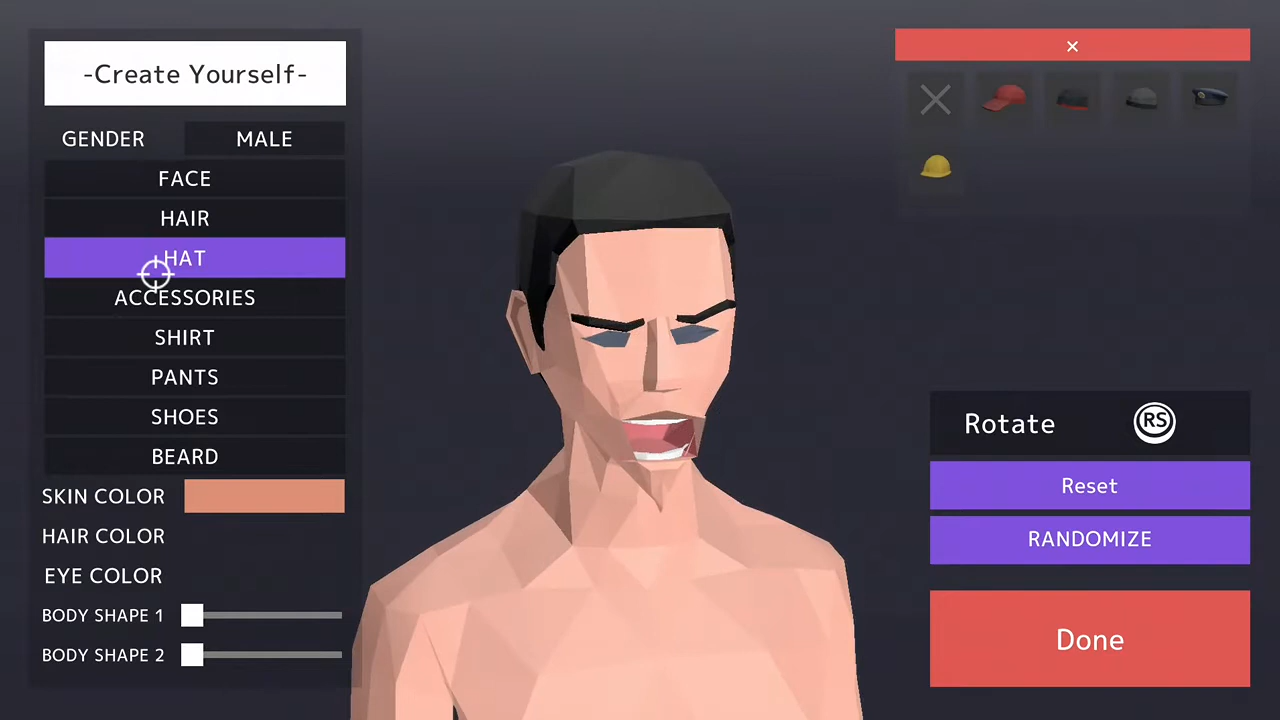 -Create Yourself-
GENDER MALE
FACE
HAIR
HAT
ACCESSORIES
SHIRT
PANTS
SHOES
BEARD
SKIN COLOR
HAIR COLOR
EYE COLOR
BODY SHAPE 1
BODY SHAPE 2
×
Rotate RS
Reset
RANDOMIZE
Done